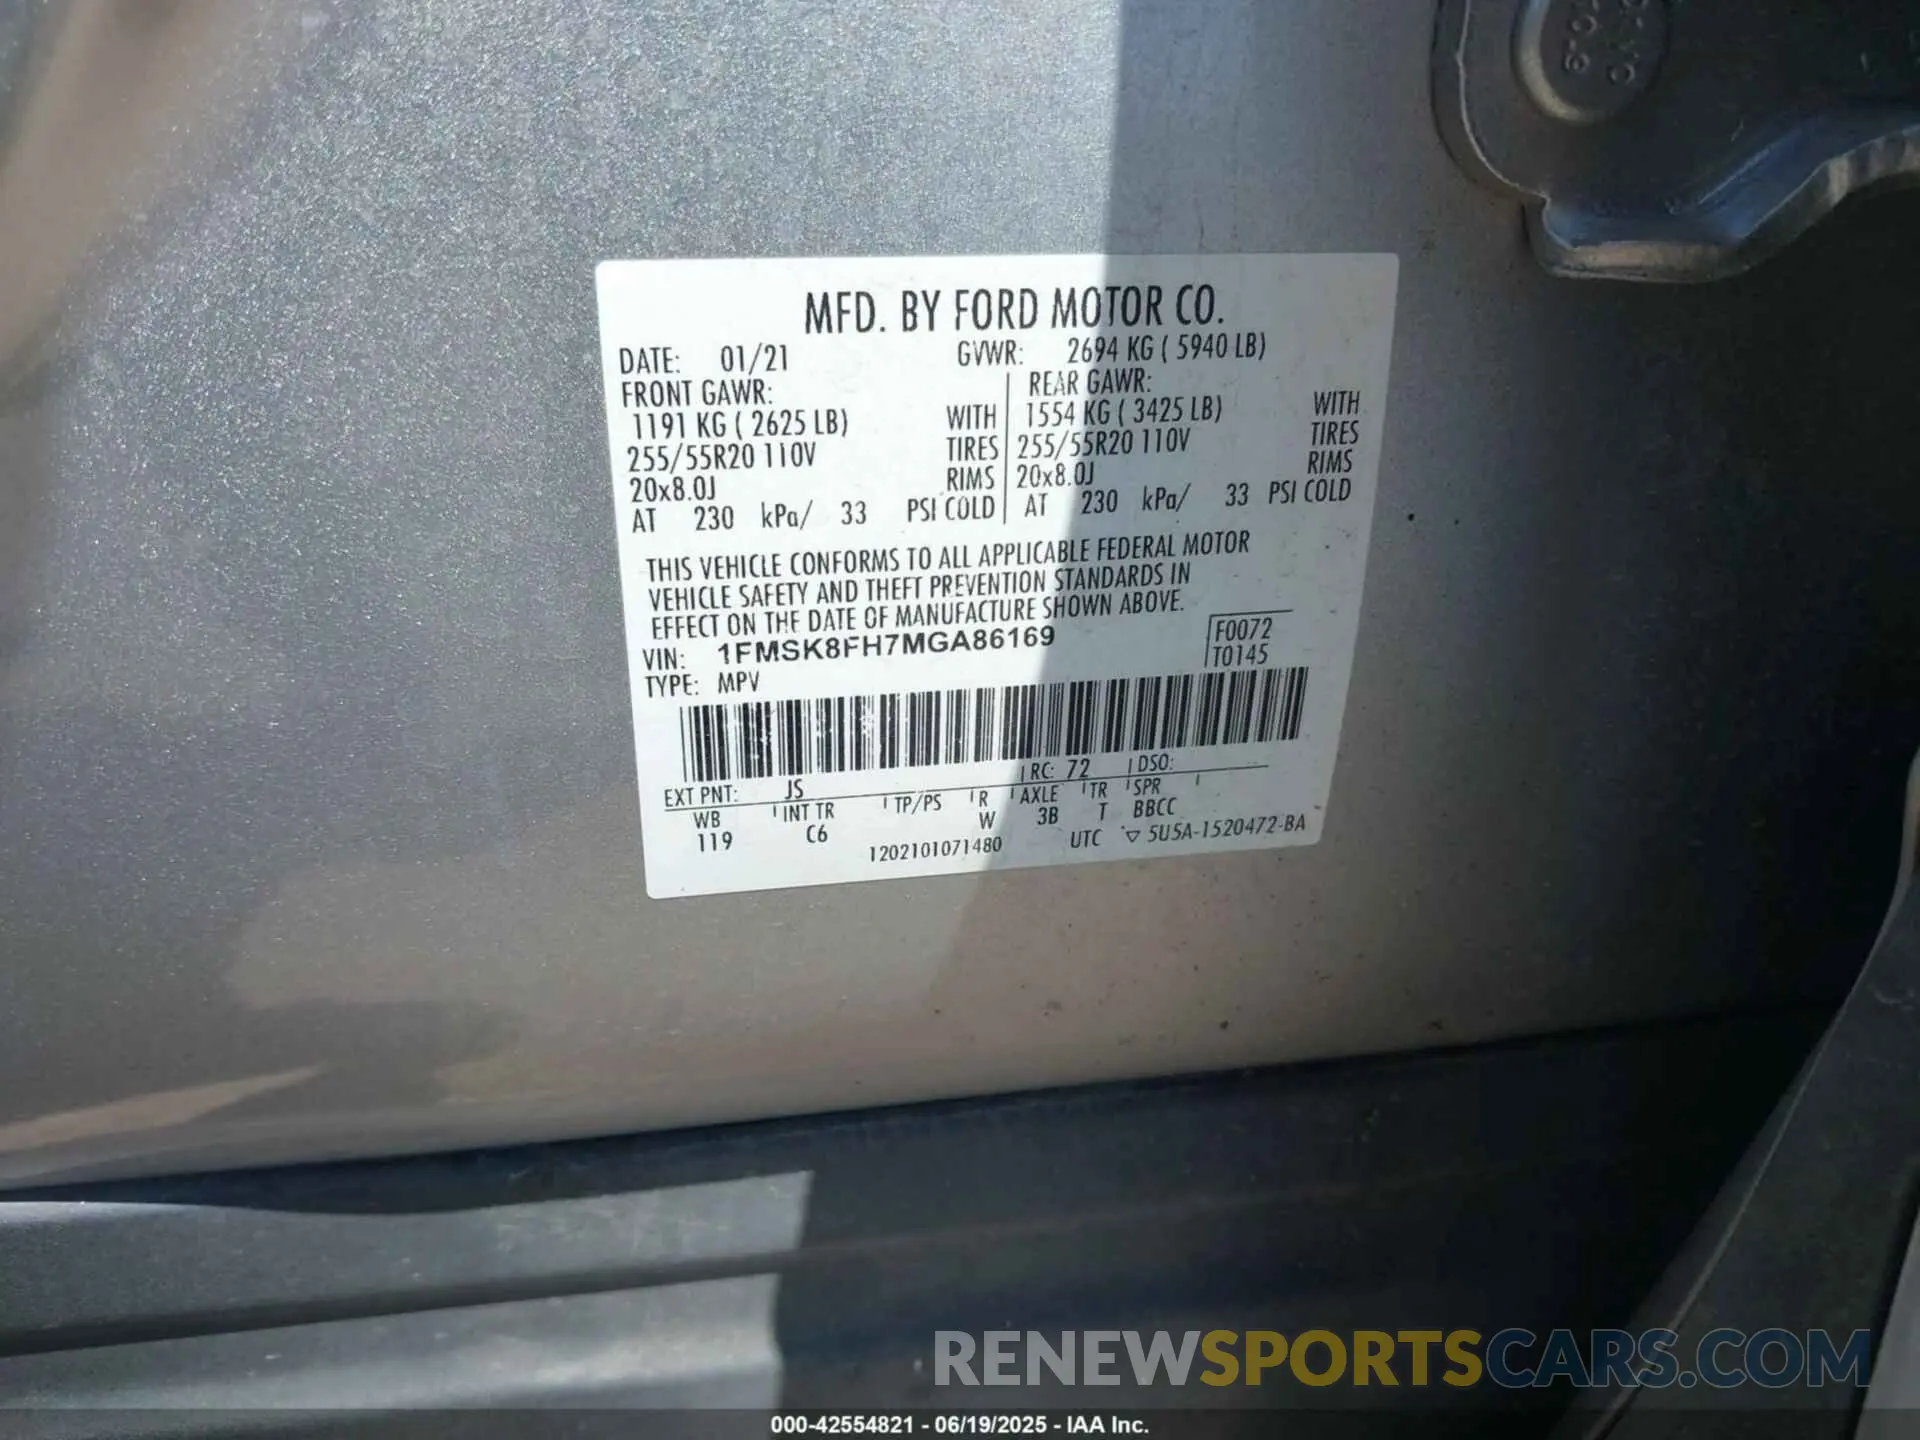 MFD. BY FORD MOTOR CO.
DATE: 01/21 GVWR: 2694 KG ( 5940 LB)
FRONT GAWR: REAR GAWR:
1191 KG ( 2625 LB) WITH 1554 KG ( 3425 LB) WITH
255/55R20 110V TIRES 255/55R20 110V TIRES
20x8.0J RIMS 20x8.0J RIMS
AT 230 kPa/ 33 PSI COLD AT 230 kPa/ 33 PSI COLD
THIS VEHICLE CONFORMS TO ALL APPLICABLE FEDERAL MOTOR
VEHICLE SAFETY AND THEFT PREVENTION STANDARDS IN
EFFECT ON THE DATE OF MANUFACTURE SHOWN ABOVE.
VIN: 1FMSK8FH7MGA86169 F0072
TYPE: MPV T0145
EXT PNT: JS RC: 72 DSO:
WB INT TR TP/PS R AXLE TR SPR
119 C6 W 3B T BBCC
1202101071480 UTC ▽ 5U5A-1520472-BA
RENEWSPORTSCARS.COM
000-42554821 - 06/19/2025 - IAA Inc.